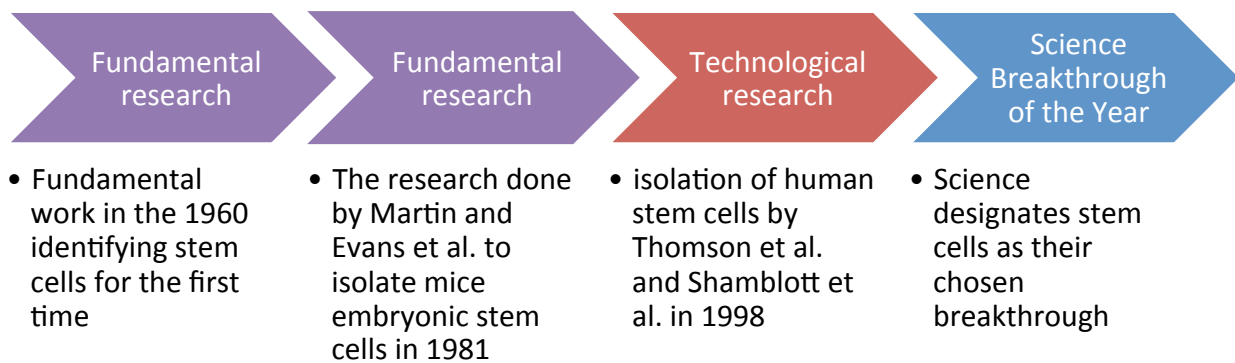 Fundamental
research
Fundamental
research
Technological
research
Science
Breakthrough
of the Year
• Fundamental
work in the 1960
identifying stem
cells for the first
time
• The research done
by Martin and
Evans et al. to
isolate mice
embryonic stem
cells in 1981
• isolation of human
stem cells by
Thomson et al.
and Shamblott et
al. in 1998
• Science
designates stem
cells as their
chosen
breakthrough